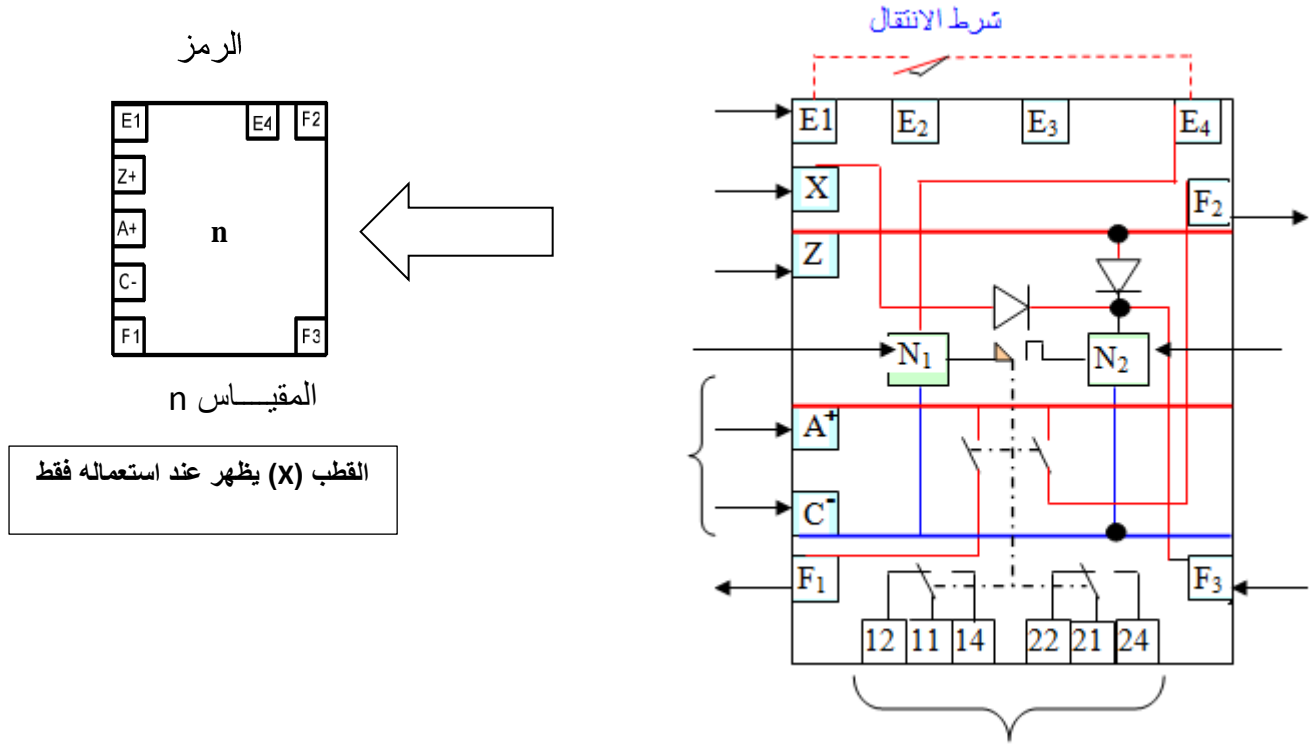 الرمز
E1
E4
F2
Z+
A+
n
C-
F1
F3
المقيـــاس n
القطب (X) يظهر عند استعماله فقط
شرط الانتقال
E1
E2
E3
E4
X
F2
Z
N1
N2
A+
C-
F1
F3
12 11 14 22 21 24